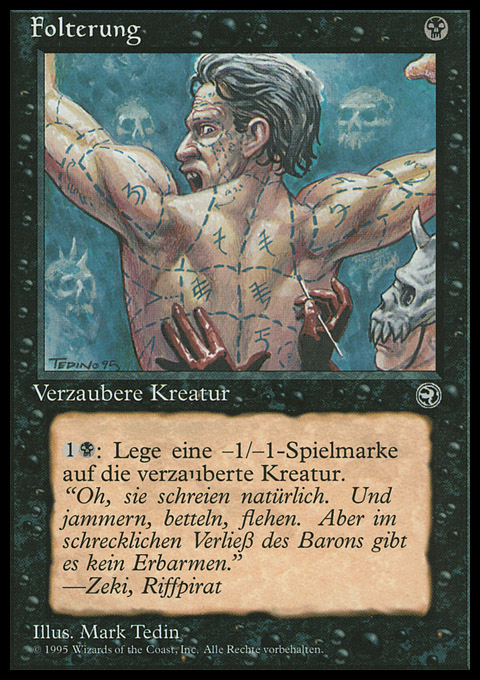 Folterung
TEDIN 95
Verzaubere Kreatur
1: Lege eine –1/–1-Spielmarke
auf die verzauberte Kreatur.
“Oh, sie schreien natürlich. Und
jammern, betteln, flehen. Aber im
schrecklichen Verließ des Barons gibt
es kein Erbarmen.”
—Zeki, Riffpirat
Illus. Mark Tedin
© 1995 Wizards of the Coast, Inc. Alle Rechte vorbehalten.